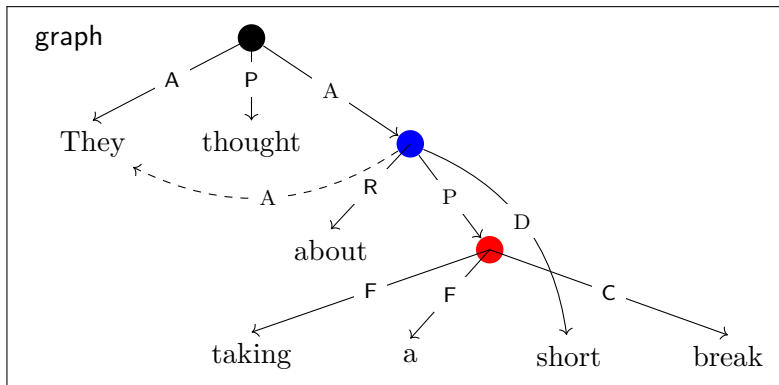 graph
A P A
They thought
A R P D
about
F F C
taking a short break